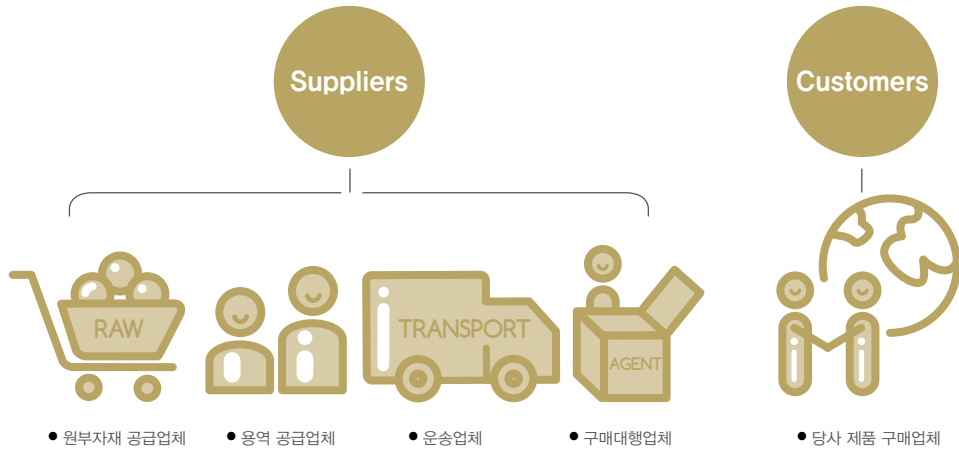 Suppliers
Customers
RAW
TRANSPORT
AGENT
● 원부자재 공급업체
● 용역 공급업체
● 운송업체
● 구매대행업체
● 당사 제품 구매업체